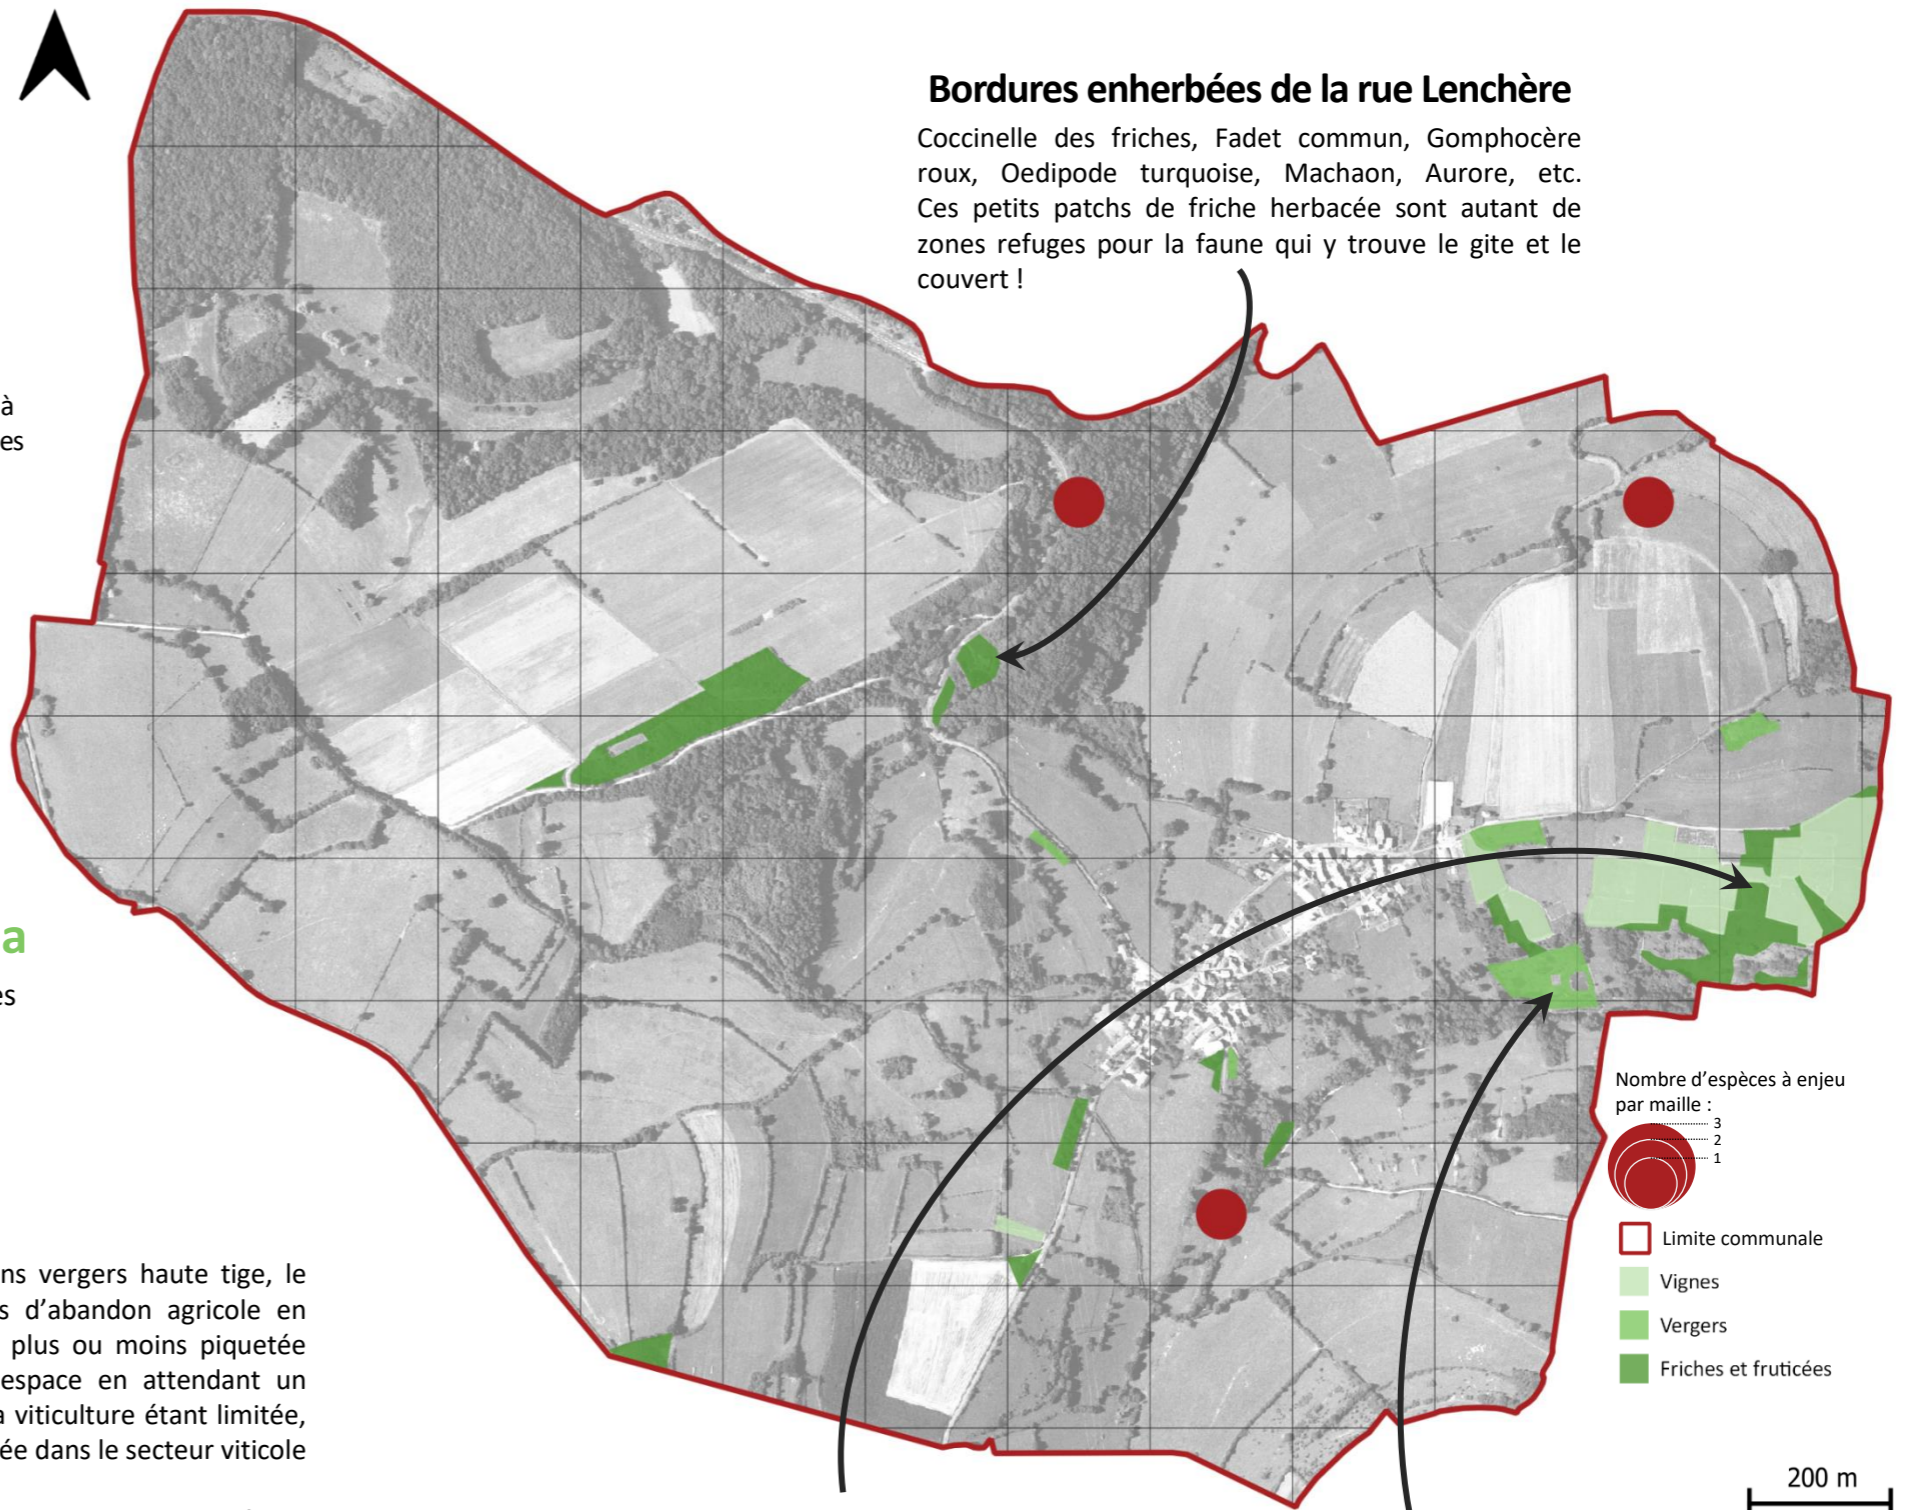 Bordures enherbées de la rue Lenchère
Coccinelle des friches, Fadet commun, Gomphocère
roux, Oedipode turquoise, Machaon, Aurore, etc.
Ces petits patchs de friche herbacée sont autant de
zones refuges pour la faune qui y trouve le gite et le
couvert !
à
es
a
es
ns vergers haute tige, le
s d’abandon agricole en
plus ou moins piquetée
espace en attendant un
a viticulture étant limitée,
ée dans le secteur viticole
Nombre d’espèces à enjeu
par maille :
3
2
1
Limite communale
Vignes
Vergers
Friches et fruticées
200 m